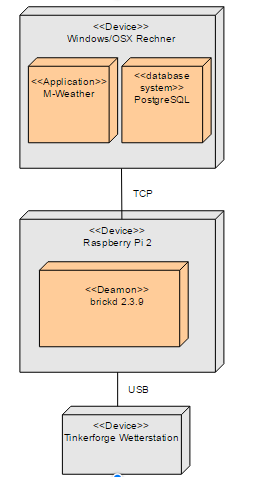 <<Device>>
Windows/OSX Rechner
<<Application>>
M-Weather
<<database
system>>
PostgreSQL
TCP
<<Device>>
Raspberry Pi 2
<<Deamon>>
brickd 2.3.9
USB
<<Device>>
Tinkerforge Wetterstation